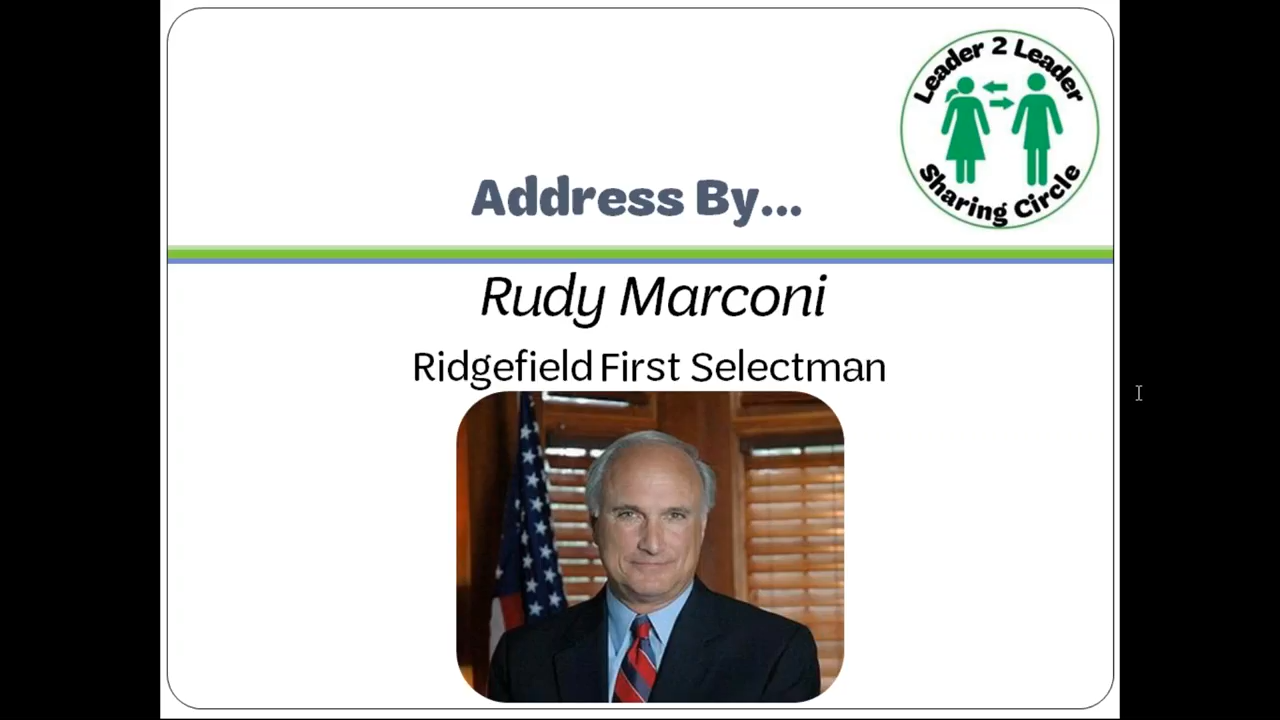 Leader 2 Leader
Sharing Circle
Address By...
Rudy Marconi
Ridgefield First Selectman